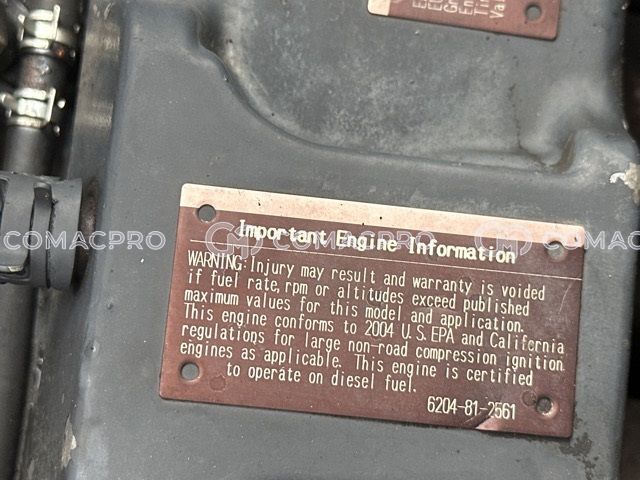 E
E
G
En
Ti
Va
Important Engine Information
COMACPRO COMACPRO COMACPRO
WARNING: Injury may result and warranty is voided
if fuel rate, rpm or altitudes exceed published
maximum values for this model and application.
This engine conforms to 2004 U.S. EPA and California
regulations for large non-road compression ignition
engines as applicable. This engine is certified
to operate on diesel fuel.
6204-81-2561